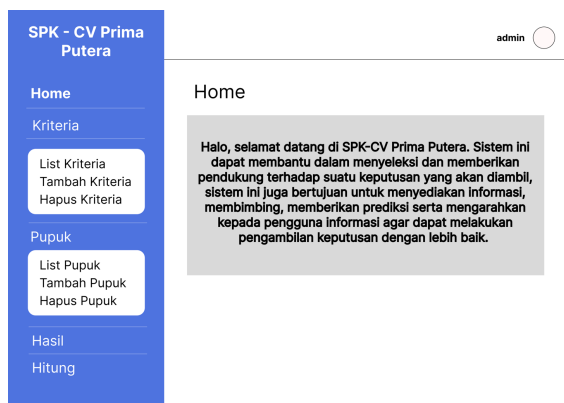 SPK - CV Prima
Putera
admin
Home
Kriteria
List Kriteria
Tambah Kriteria
Hapus Kriteria
Pupuk
List Pupuk
Tambah Pupuk
Hapus Pupuk
Hasil
Hitung
Home
Halo, selamat datang di SPK-CV Prima Putera. Sistem ini
dapat membantu dalam menyeleksi dan memberikan
pendukung terhadap suatu keputusan yang akan diambil,
sistem ini juga bertujuan untuk menyediakan informasi,
membimbing, memberikan prediksi serta mengarahkan
kepada pengguna informasi agar dapat melakukan
pengambilan keputusan dengan lebih baik.